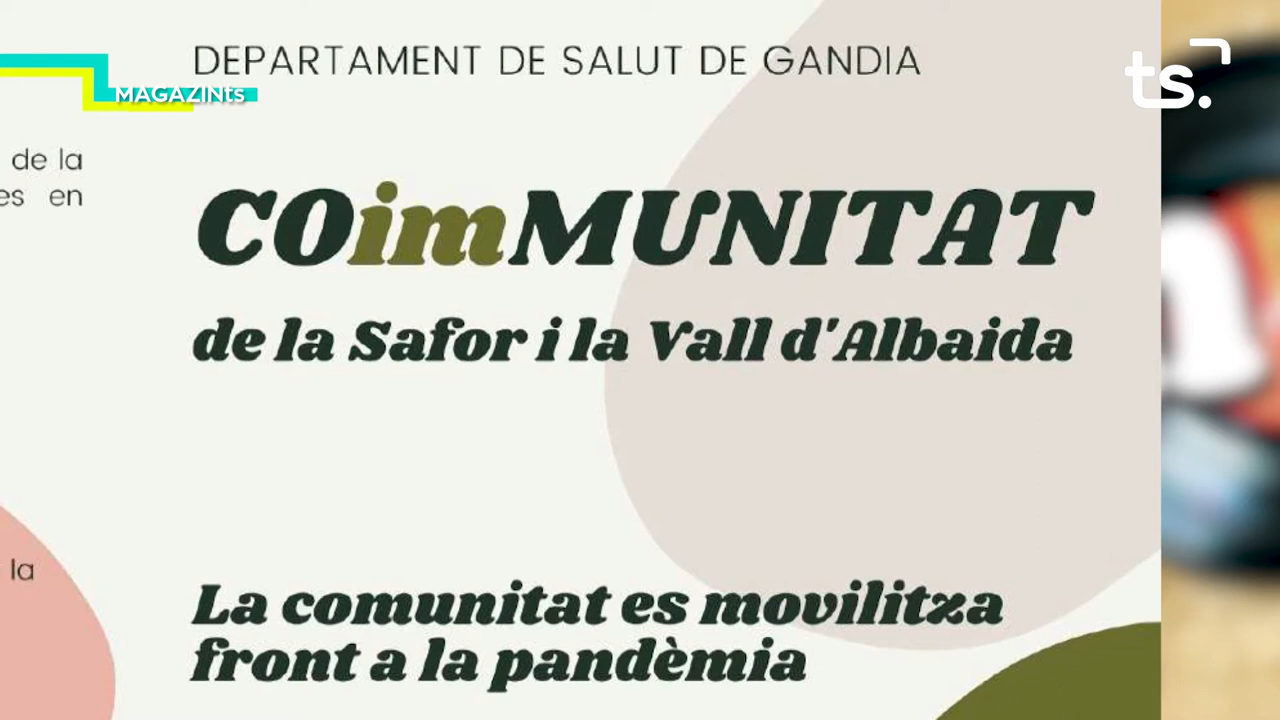 DEPARTAMENT DE SALUT DE GANDIA
MAGAZINts
ts.
de la
es en
COimMUNITAT
de la Safor i la Vall d'Albaida
la
La comunitat es movilitza
front a la pandèmia